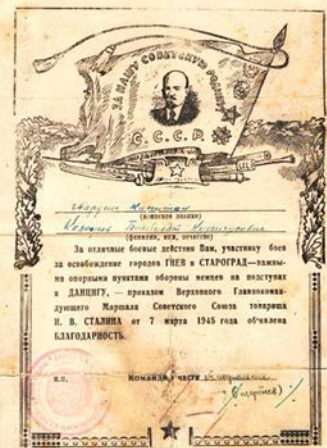 ЗА НАШУ СОВЕТСКУЮ РОДИНУ
С.С.С.Р.
гвардии
(воинское звание)
(фамилия, имя, отчество)
За отличные боевые действия Вам, участнику боев
за освобождение городов ГНЕВ и СТАРОГРАД — важны-
ми опорными пунктами обороны немцев на подступах
к ДАНЦИГУ, — приказом Верховного Главнокоман-
дующего Маршала Советского Союза товарища
И. В. СТАЛИНА от 7 марта 1945 года объявлена
БЛАГОДАРНОСТЬ.
М.П.
Командир части